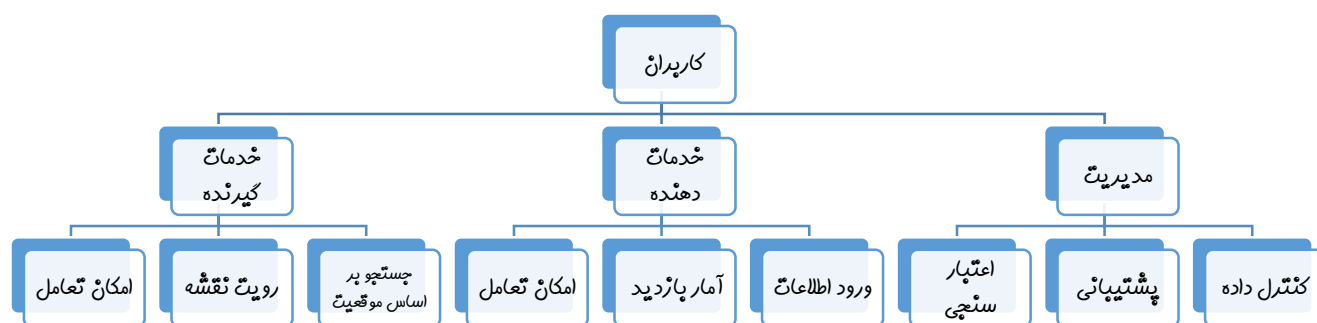 کاربران
مدیریت
خدمات
دهنده
خدمات
گیرنده
کنترل داده
پشتیبانی
اعتبار
سنجی
ورود اطلاعات
آمار بازدید
امکان تعامل
جستجو بر
اساس موقعیت
رویت نقشه
امکان تعامل